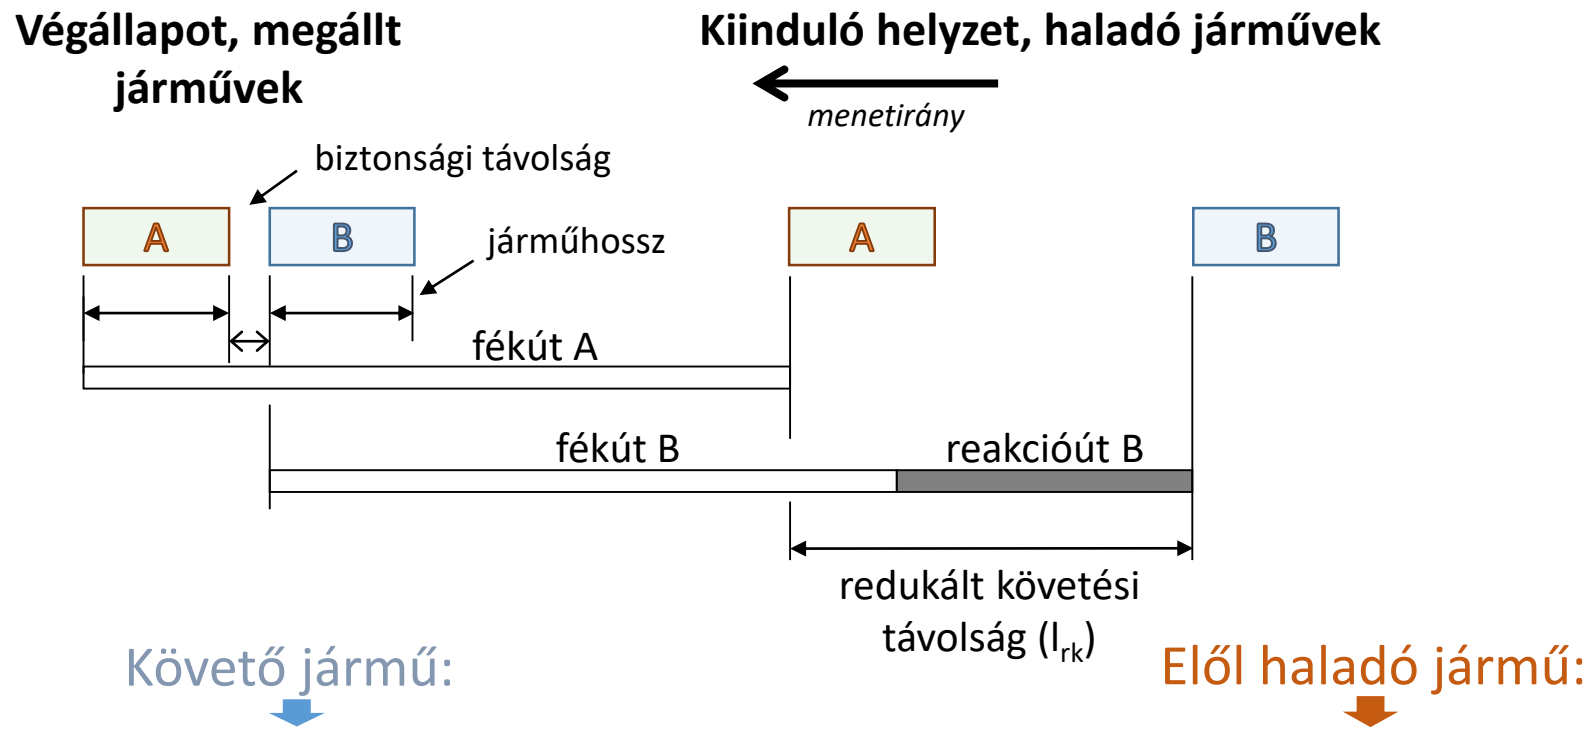 Végállapot, megállt
járművek
Kiinduló helyzet, haladó járművek
menetirány
biztonsági távolság
A
B
járműhossz
A
B
fékút A
fékút B
reakcióút B
redukált követési
távolság (lrk)
Követő jármű:
Elől haladó jármű: